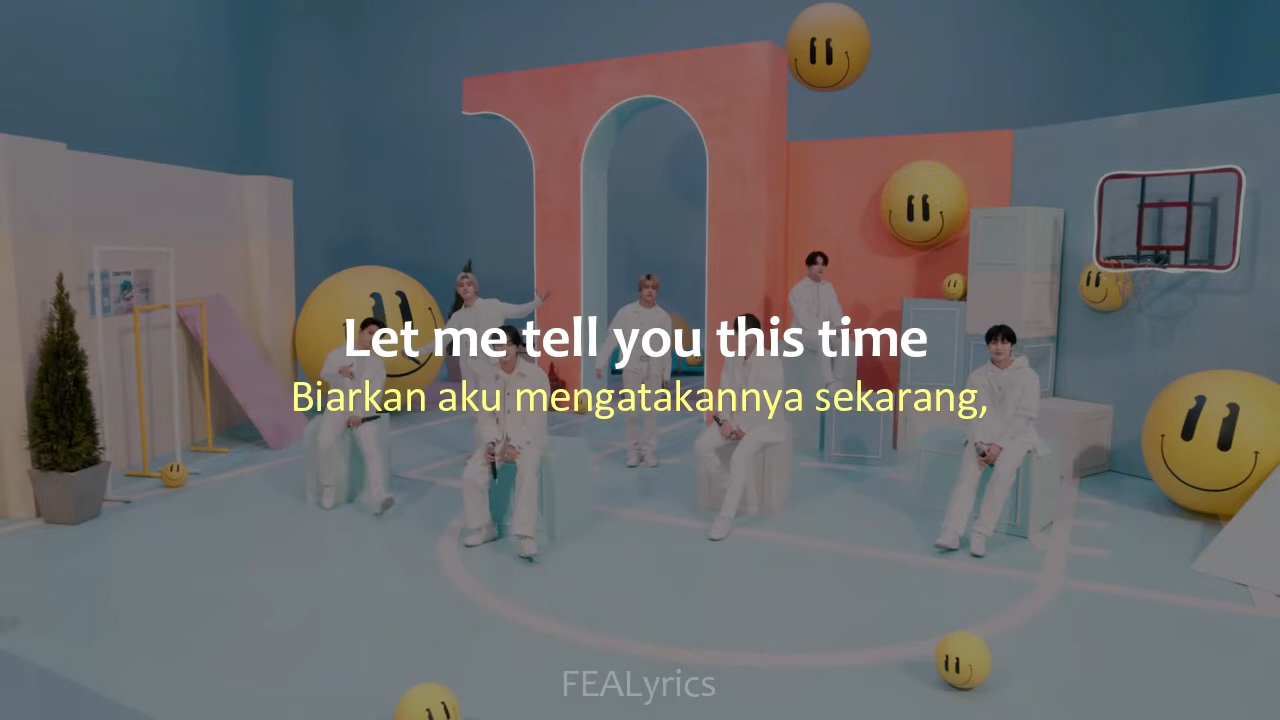 Let me tell you this time
Biarkan aku mengatakannya sekarang,
FEALyrics